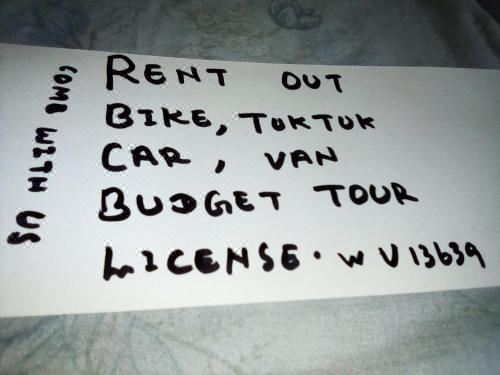 COME WITH US
RENT OUT
BIKE, TUKTUK
CAR, VAN
BUDGET TOUR
LICENSE. WV13639